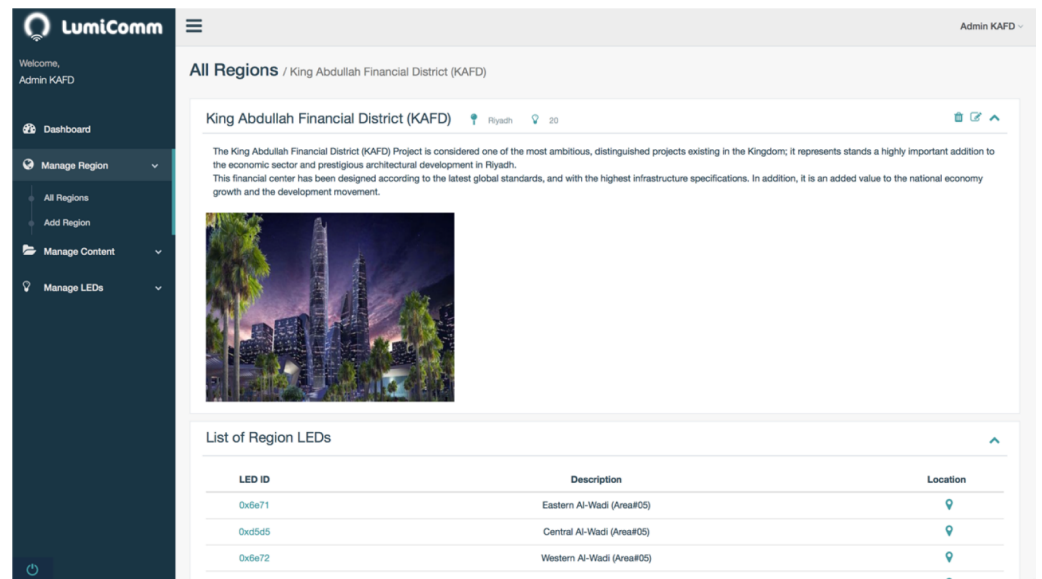 LumiComm
Admin KAFD
Welcome,
Admin KAFD
Dashboard
Manage Region
All Regions
Add Region
Manage Content
Manage LEDs
All Regions / King Abdullah Financial District (KAFD)
King Abdullah Financial District (KAFD) Riyadh 20
The King Abdullah Financial District (KAFD) Project is considered one of the most ambitious, distinguished projects existing in the Kingdom; it represents stands a highly important addition to
the economic sector and prestigious architectural development in Riyadh.
This financial center has been designed according to the latest global standards, and with the highest infrastructure specifications. In addition, it is an added value to the national economy
growth and the development movement.
List of Region LEDs
LED ID Description Location
0x6e71 Eastern Al-Wadi (Area#05)
0xd5d5 Central Al-Wadi (Area#05)
0x6e72 Western Al-Wadi (Area#05)